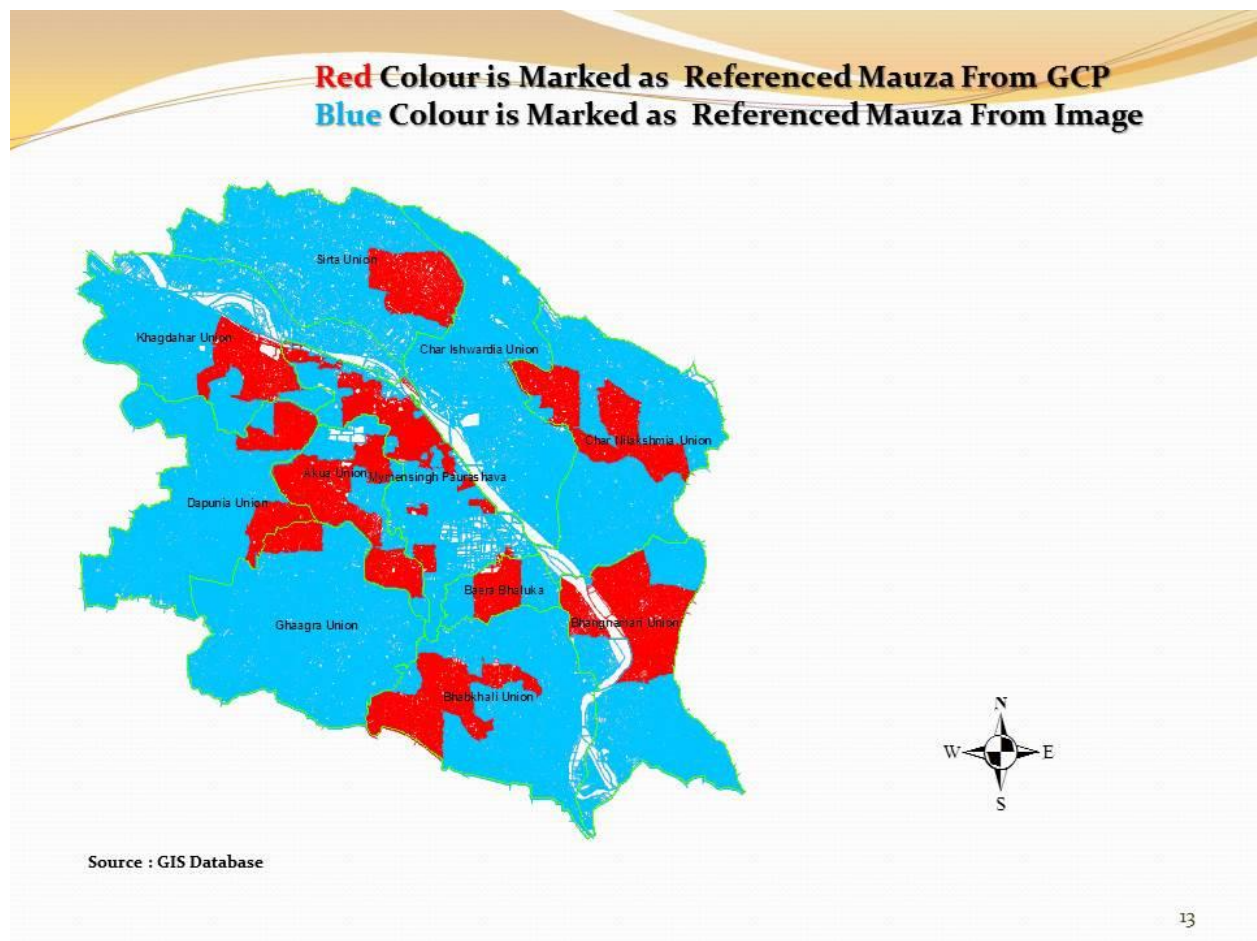 Red Colour is Marked as Referenced Mauza From GCP
Blue Colour is Marked as Referenced Mauza From Image
Sirta Union
Khagdahar Union
Char Ishwardia Union
Char Nilakshmia Union
Akua Union
Mymensingh Paurashava
Dapunia Union
Baera Bhaluka
Ghaagra Union
Bhangnamari Union
Bhabkhali Union
N
W E
S
Source : GIS Database
13